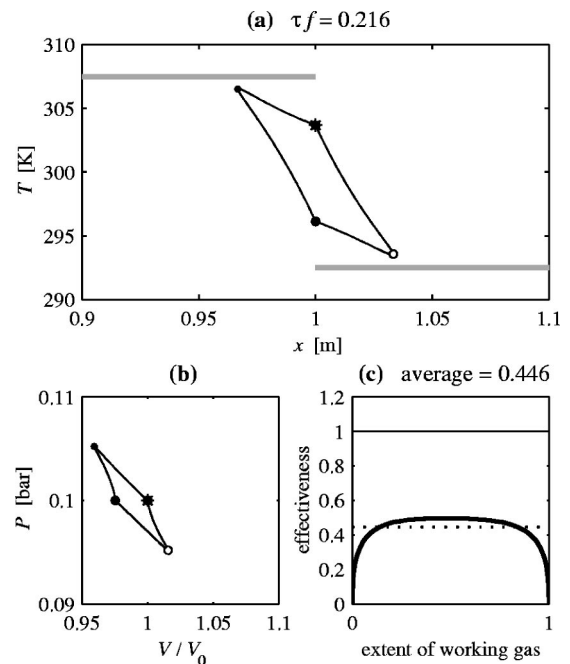 (a) τf = 0.216
310
305
300
295
290
T [K]
0.9 0.95 1 1.05 1.1
x [m]
(b)
0.11
0.1
0.09
P [bar]
0.95 1 1.05 1.1
V / V0
(c) average = 0.446
1.2
1
0.8
0.6
0.4
0.2
0
effectiveness
0 1
extent of working gas